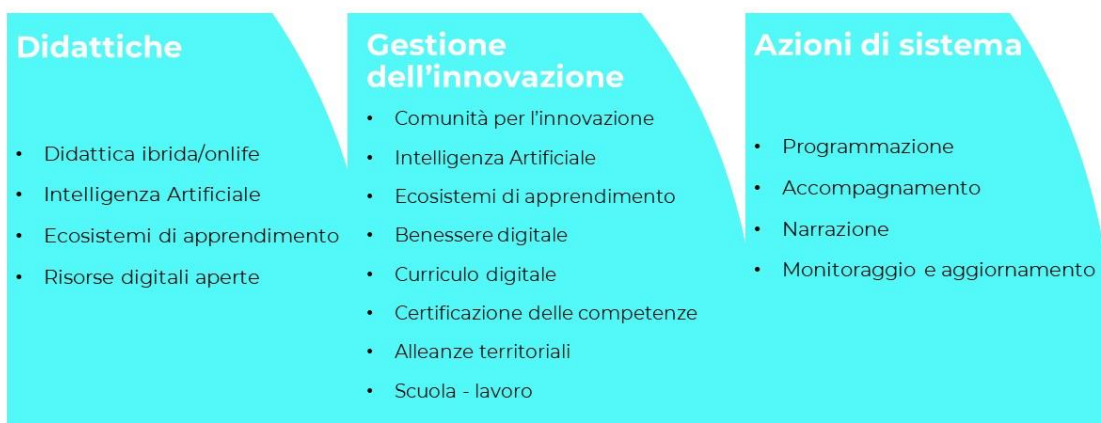 Didattiche
• Didattica ibrida/onlife
• Intelligenza Artificiale
• Ecosistemi di apprendimento
• Risorse digitali aperte
Gestione
dell'innovazione
• Comunità per l'innovazione
• Intelligenza Artificiale
• Ecosistemi di apprendimento
• Benessere digitale
• Curriculo digitale
• Certificazione delle competenze
• Alleanze territoriali
• Scuola - lavoro
Azioni di sistema
• Programmazione
• Accompagnamento
• Narrazione
• Monitoraggio e aggiornamento